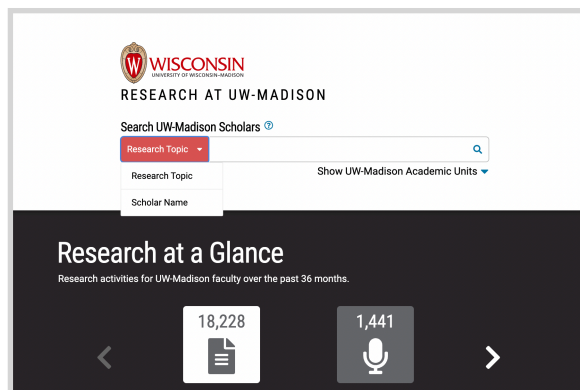 WISCONSIN
UNIVERSITY OF WISCONSIN–MADISON
RESEARCH AT UW-MADISON
Search UW-Madison Scholars
Research Topic
Research Topic
Show UW-Madison Academic Units
Scholar Name
Research at a Glance
Research activities for UW-Madison faculty over the past 36 months.
18,228
1,441